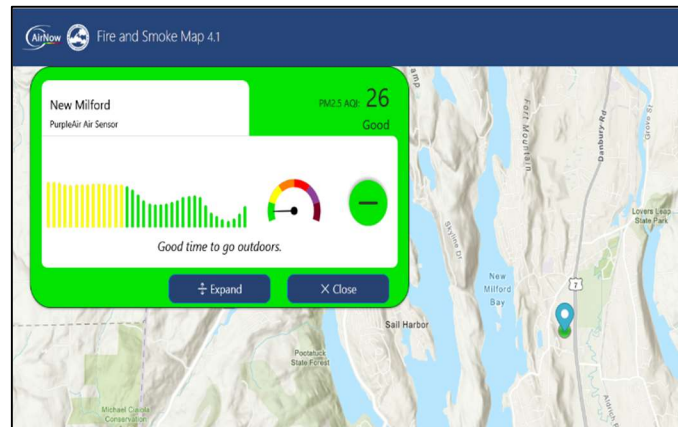 AirNow Fire and Smoke Map 4.1
New Milford
PurpleAir Air Sensor
PM2.5 AQI: 26
Good
Good time to go outdoors.
÷ Expand
X Close
Fort Mountain
Danbury Rd
Grove St
Lovers Leap
State Park
Skyline Dr
New
Milford
Bay
7
Sail Harbor
Pootatuck
State Forest
Michael Ciaiola
Conservation